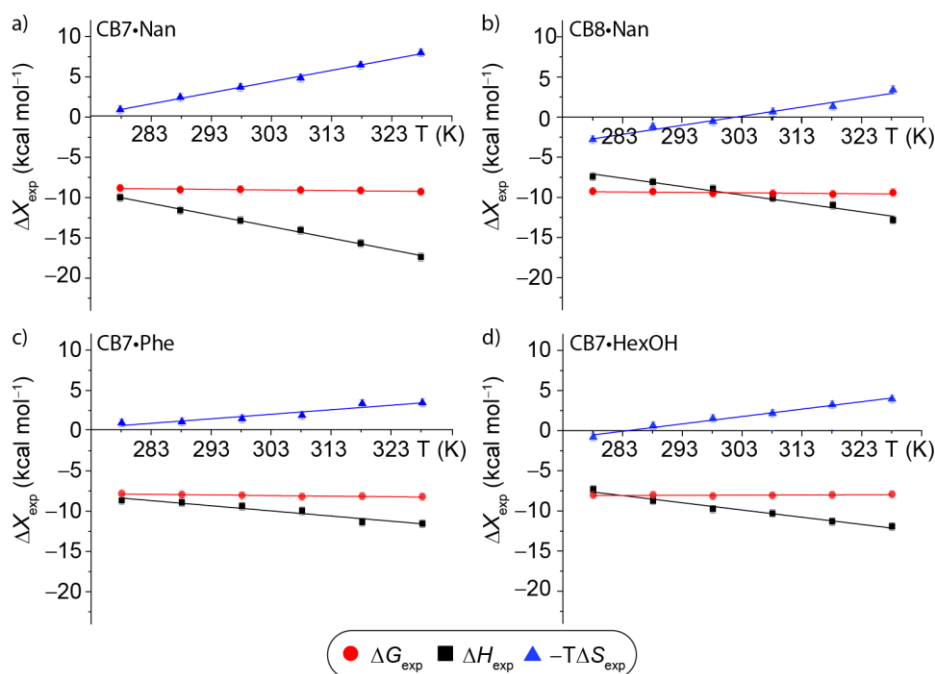 a) CB7•Nan
10
5
0
−5
−10
−15
−20
283 293 303 313 323 T (K)
ΔXexp (kcal mol−1)
b) CB8•Nan
10
5
0
−5
−10
−15
−20
283 293 303 313 323 T (K)
ΔXexp (kcal mol−1)
c) CB7•Phe
10
5
0
−5
−10
−15
−20
283 293 303 313 323 T (K)
ΔXexp (kcal mol−1)
d) CB7•HexOH
10
5
0
−5
−10
−15
−20
283 293 303 313 323 T (K)
ΔXexp (kcal mol−1)
ΔGexp ΔHexp −TΔSexp